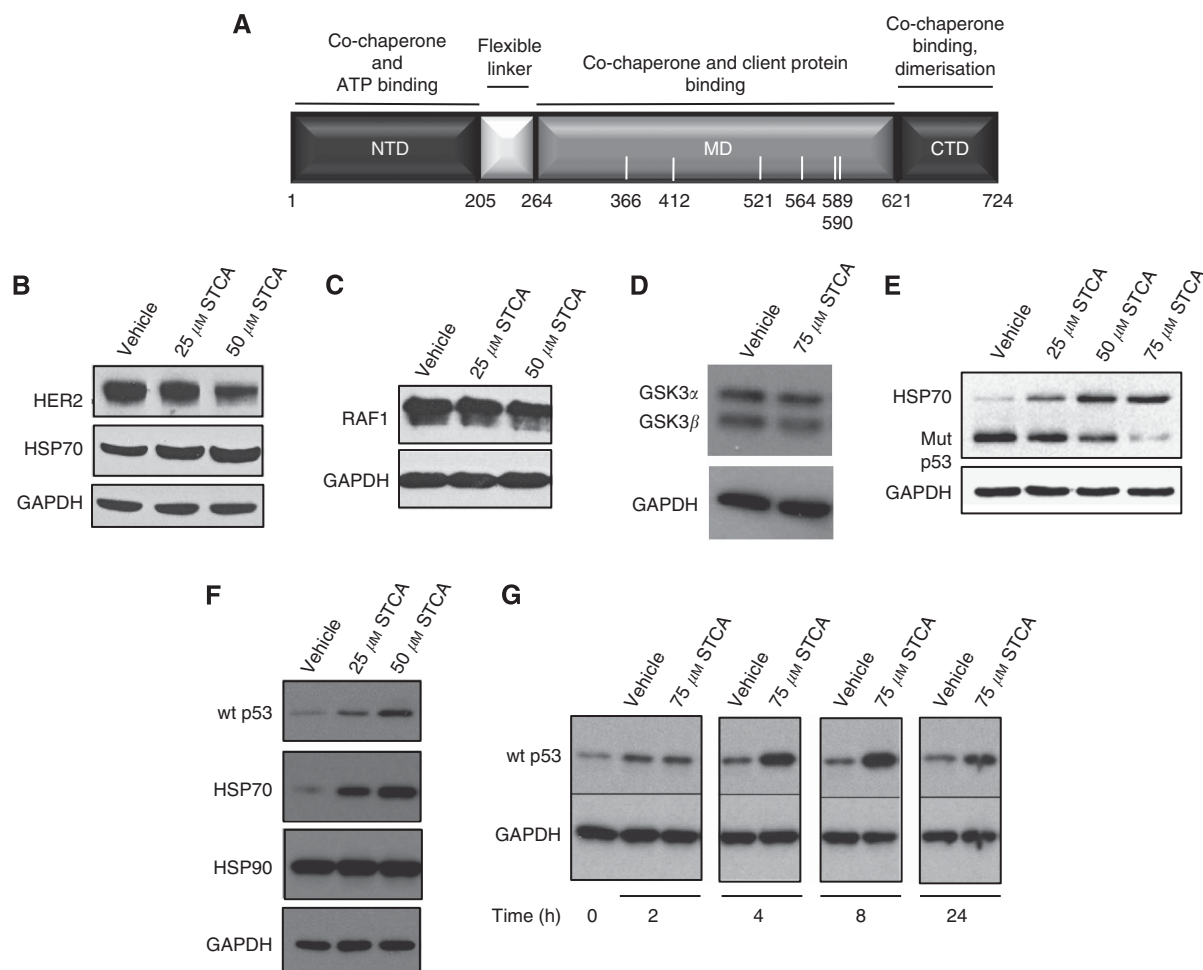 A
Co-chaperone
and
ATP binding
Flexible
linker
Co-chaperone and client protein
binding
Co-chaperone
binding,
dimerisation
NTD
MD
CTD
1
205
264
366
412
521
564
589
590
621
724
B
Vehicle
25 μM STCA
50 μM STCA
HER2
HSP70
GAPDH
C
Vehicle
25 μM STCA
50 μM STCA
RAF1
GAPDH
D
Vehicle
75 μM STCA
GSK3α
GSK3β
GAPDH
E
Vehicle
25 μM STCA
50 μM STCA
75 μM STCA
HSP70
Mut
p53
GAPDH
F
Vehicle
25 μM STCA
50 μM STCA
wt p53
HSP70
HSP90
GAPDH
G
Vehicle
75 μM STCA
Vehicle
75 μM STCA
Vehicle
75 μM STCA
Vehicle
75 μM STCA
wt p53
GAPDH
Time (h) 0 2 4 8 24